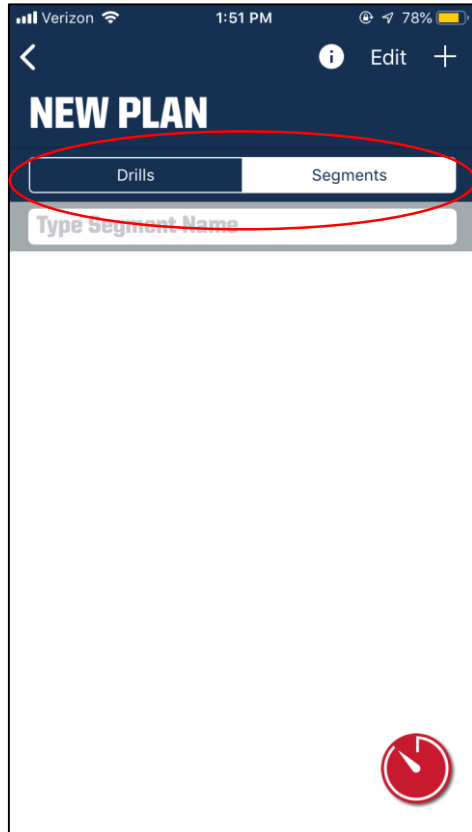 Verizon 1:51 PM 78%
i Edit +
NEW PLAN
Drills Segments
Type Segment Name